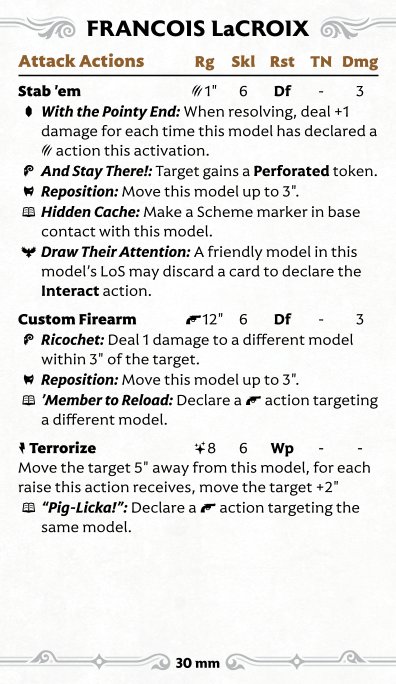 FRANCOIS LaCROIX
Attack Actions Rg Skl Rst TN Dmg
Stab 'em 1" 6 Df - 3
With the Pointy End: When resolving, deal +1
damage for each time this model has declared a
action this activation.
And Stay There!: Target gains a Perforated token.
Reposition: Move this model up to 3".
Hidden Cache: Make a Scheme marker in base
contact with this model.
Draw Their Attention: A friendly model in this
model's LoS may discard a card to declare the
Interact action.
Custom Firearm 12" 6 Df - 3
Ricochet: Deal 1 damage to a different model
within 3" of the target.
Reposition: Move this model up to 3".
'Member to Reload: Declare a action targeting
a different model.
Terrorize 8 6 Wp - -
Move the target 5" away from this model, for each
raise this action receives, move the target +2"
"Pig-Licka!": Declare a action targeting the
same model.
30 mm